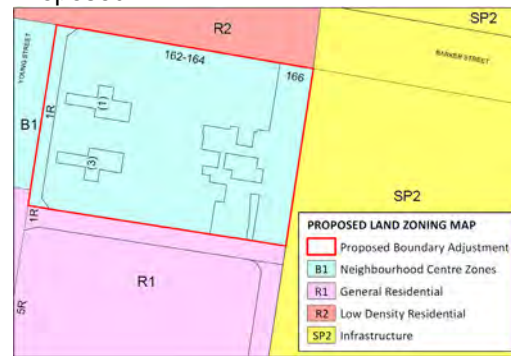 SP2
R2
BARKER STREET
YOUNG STREET
162-164
166
(1)
1R
B1
(3)
SP2
1R
R1
5R
PROPOSED LAND ZONING MAP
Proposed Boundary Adjustment
B1 Neighbourhood Centre Zones
R1 General Residential
R2 Low Density Residential
SP2 Infrastructure